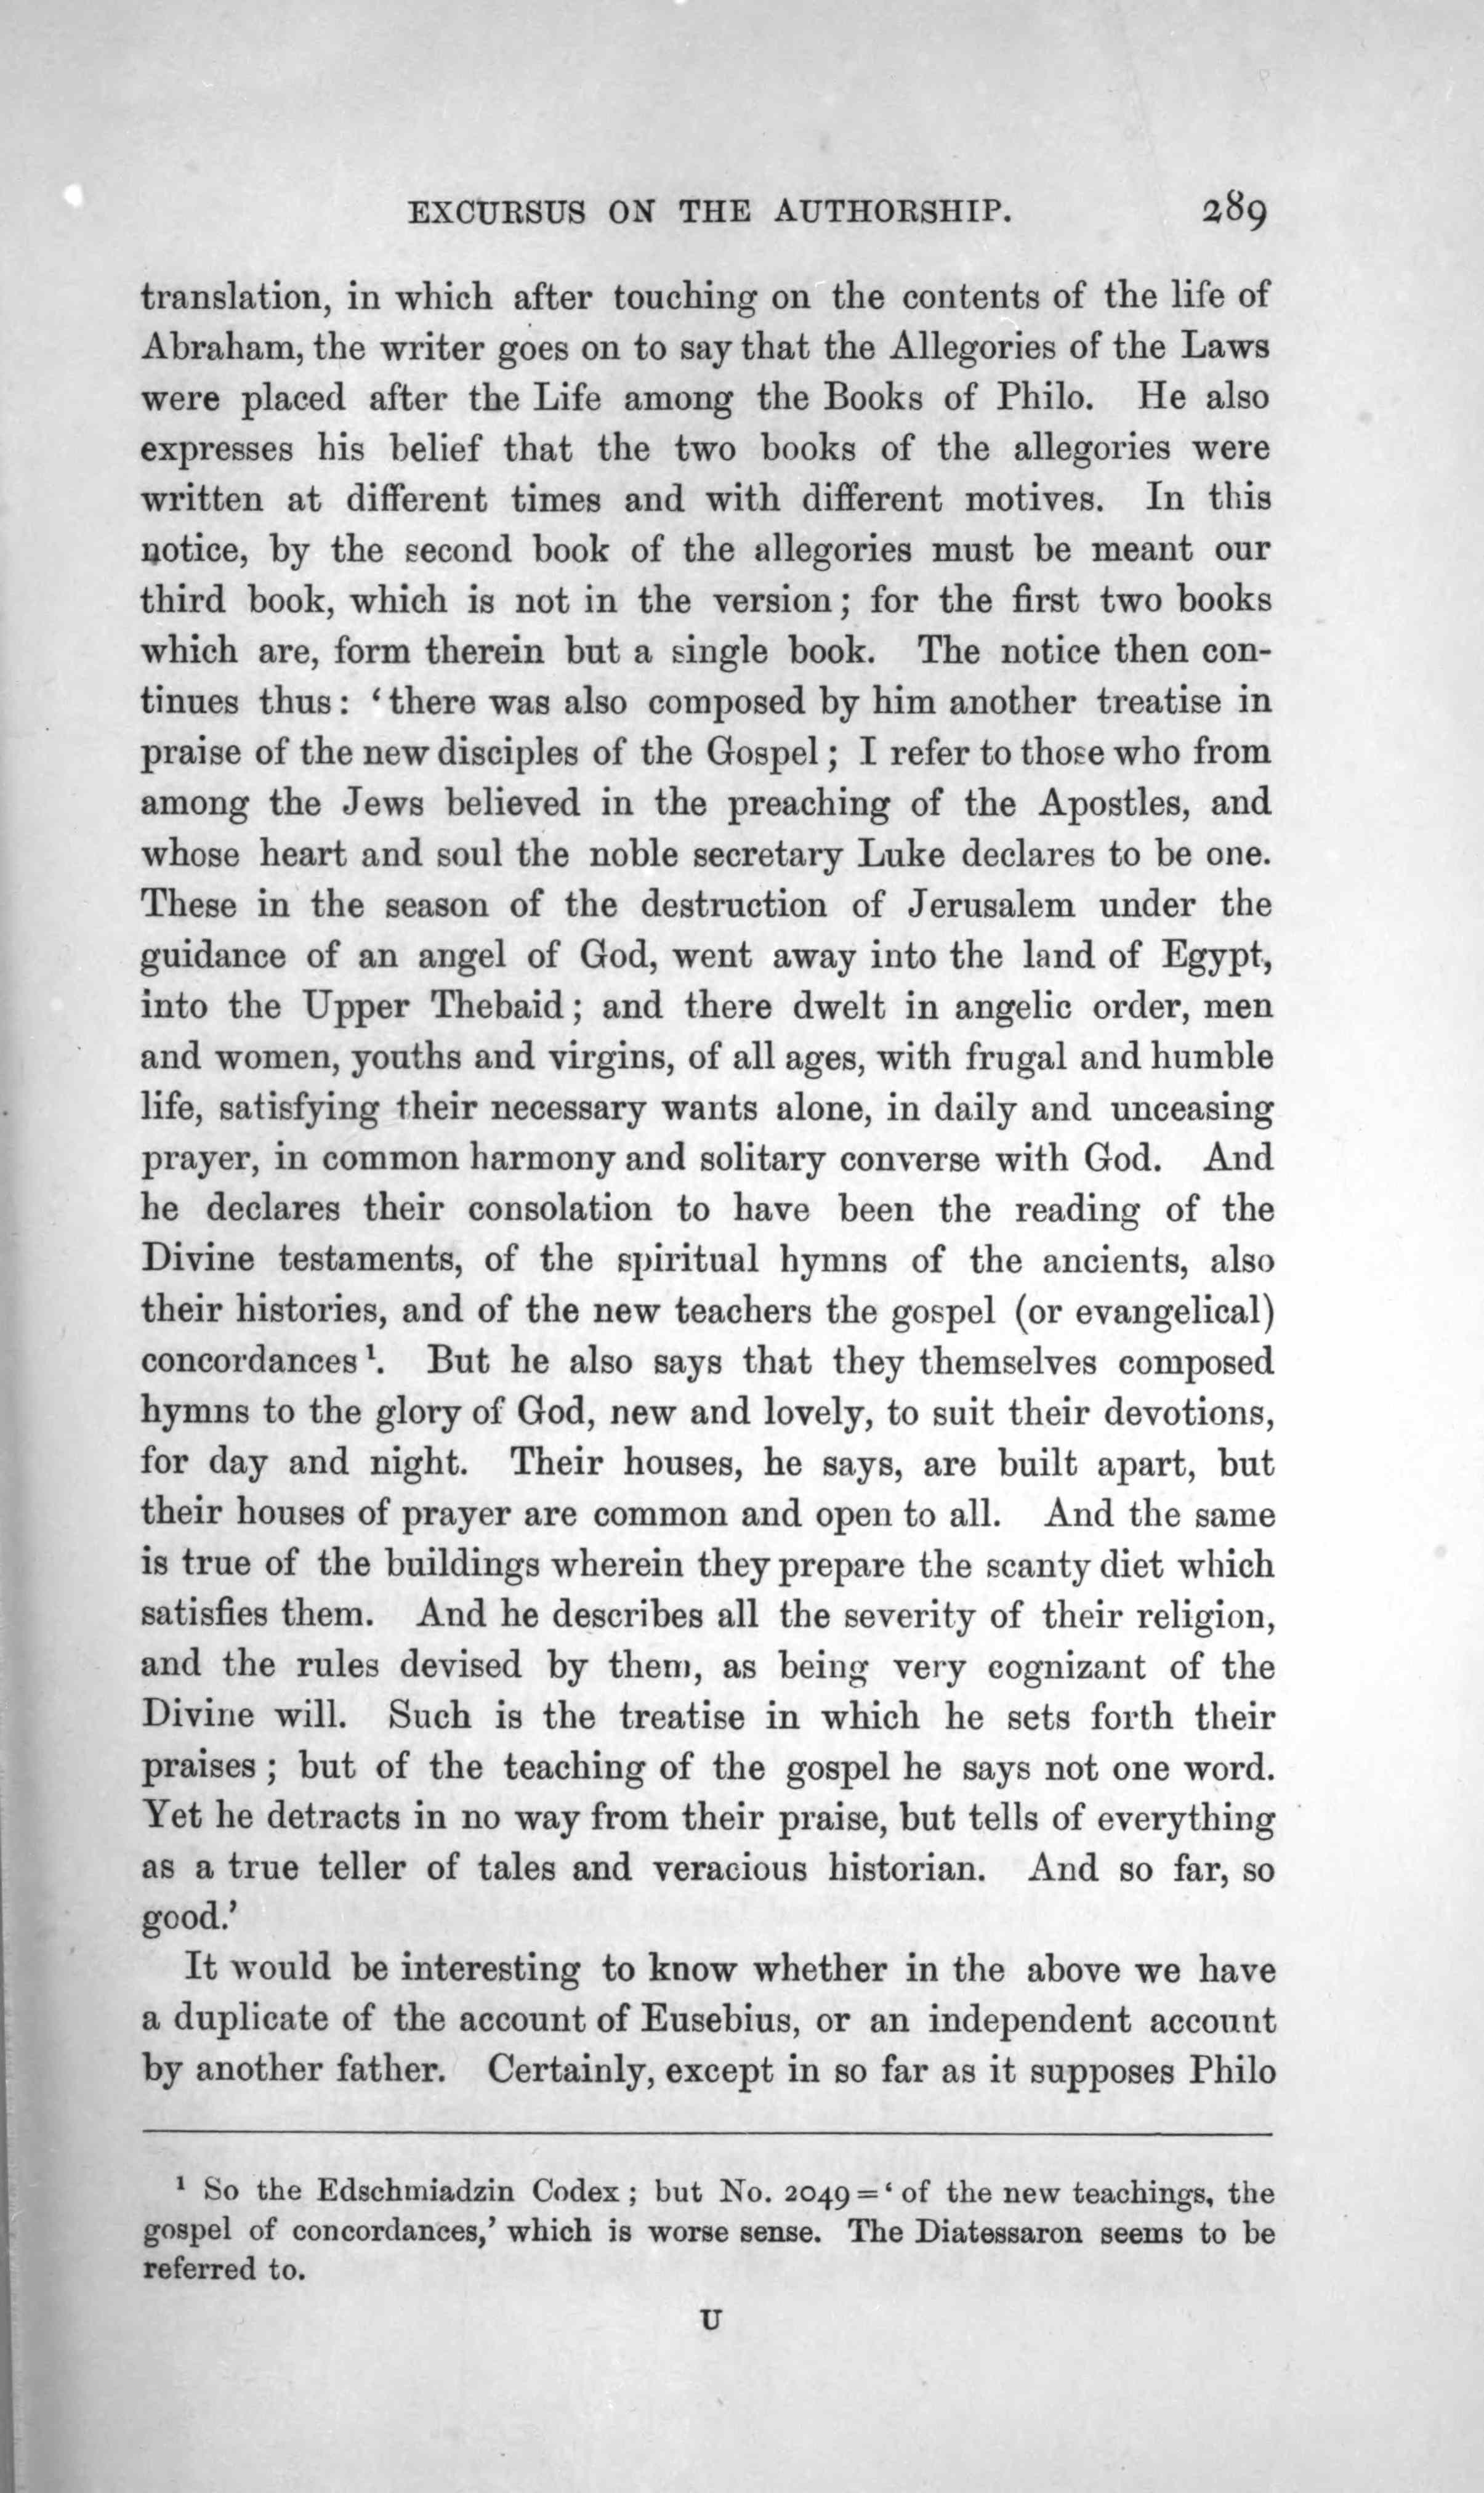 EXCURSUS ON THE AUTHORSHIP. 289
translation, in which after touching on the contents of the life of
Abraham, the writer goes on to say that the Allegories of the Laws
were placed after the Life among the Books of Philo. He also
expresses his belief that the two books of the allegories were
written at different times and with different motives. In this
notice, by the second book of the allegories must be meant our
third book, which is not in the version; for the first two books
which are, form therein but a single book. The notice then con-
tinues thus: ‘there was also composed by him another treatise in
praise of the new disciples of the Gospel; I refer to those who from
among the Jews believed in the preaching of the Apostles, and
whose heart and soul the noble secretary Luke declares to be one.
These in the season of the destruction of Jerusalem under the
guidance of an angel of God, went away into the land of Egypt,
into the Upper Thebaid; and there dwelt in angelic order, men
and women, youths and virgins, of all ages, with frugal and humble
life, satisfying their necessary wants alone, in daily and unceasing
prayer, in common harmony and solitary converse with God. And
he declares their consolation to have been the reading of the
Divine testaments, of the spiritual hymns of the ancients, also
their histories, and of the new teachers the gospel (or evangelical)
concordances¹. But he also says that they themselves composed
hymns to the glory of God, new and lovely, to suit their devotions,
for day and night. Their houses, he says, are built apart, but
their houses of prayer are common and open to all. And the same
is true of the buildings wherein they prepare the scanty diet which
satisfies them. And he describes all the severity of their religion,
and the rules devised by them, as being very cognizant of the
Divine will. Such is the treatise in which he sets forth their
praises; but of the teaching of the gospel he says not one word.
Yet he detracts in no way from their praise, but tells of everything
as a true teller of tales and veracious historian. And so far, so
good.’
It would be interesting to know whether in the above we have
a duplicate of the account of Eusebius, or an independent account
by another father. Certainly, except in so far as it supposes Philo
¹ So the Edschmiadzin Codex; but No. 2049=‘of the new teachings, the
gospel of concordances,’ which is worse sense. The Diatessaron seems to be
referred to.
U